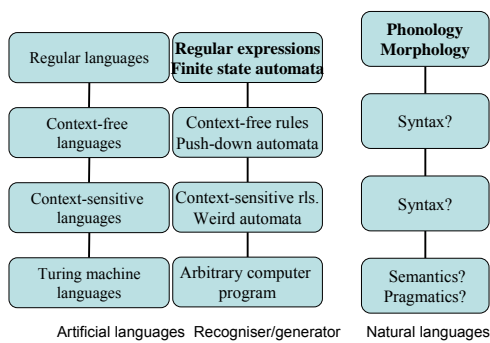 Regular languages
Regular expressions
Finite state automata
Phonology
Morphology
Context-free
languages
Context-free rules
Push-down automata
Syntax?
Context-sensitive
languages
Context-sensitive rls.
Weird automata
Syntax?
Turing machine
languages
Arbitrary computer
program
Semantics?
Pragmatics?
Artificial languages
Recogniser/generator
Natural languages